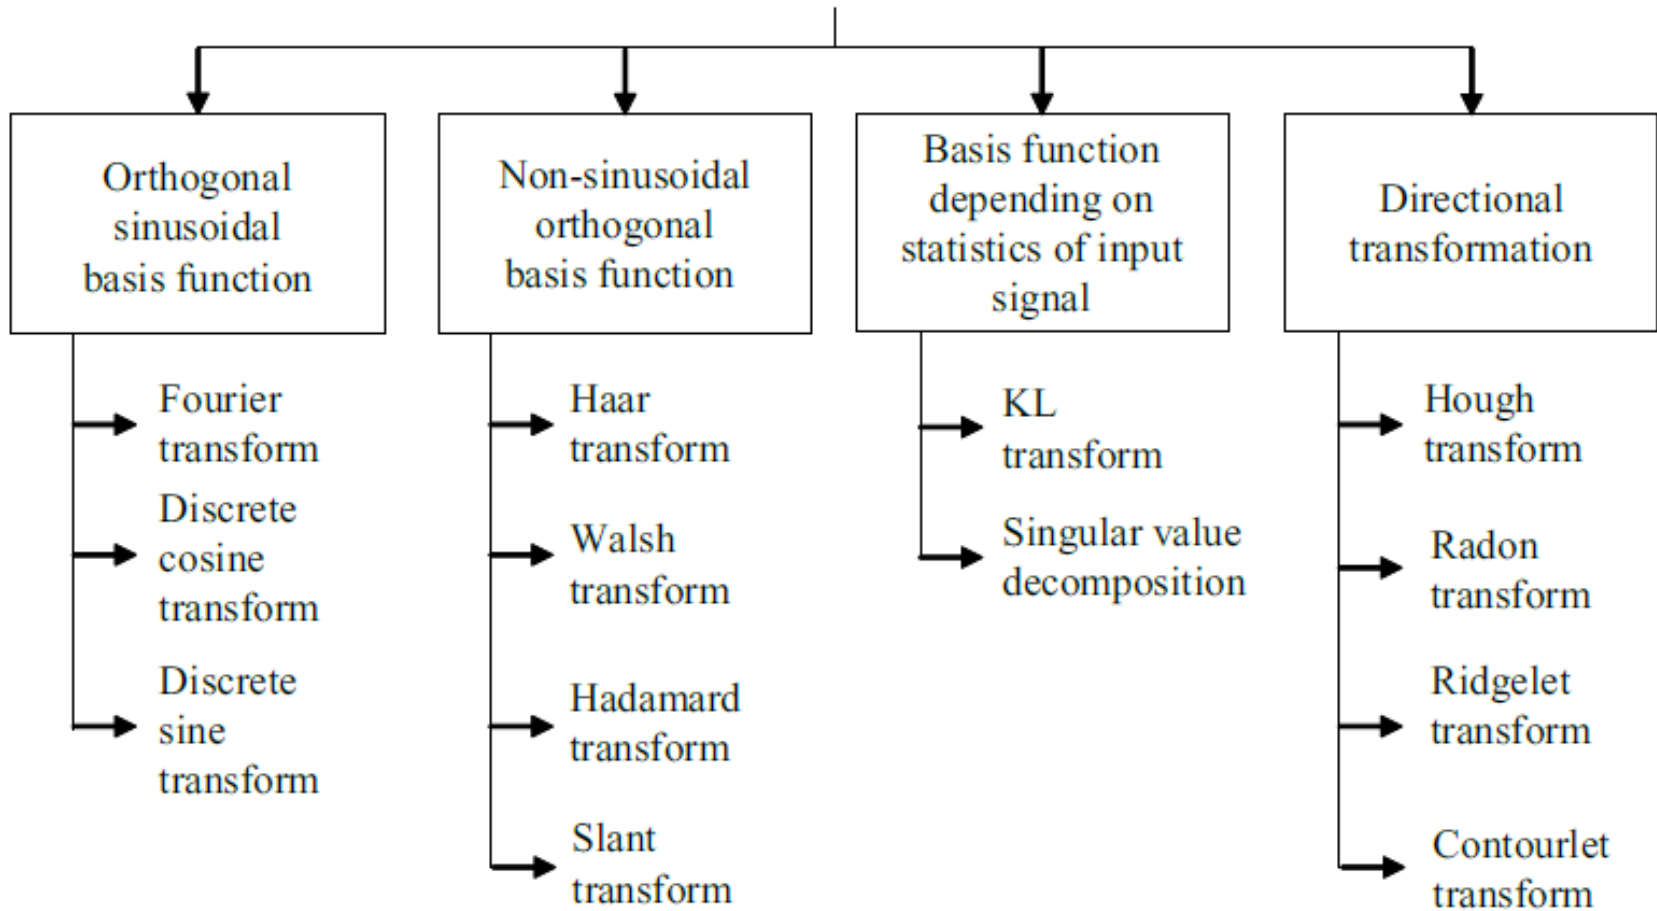 Orthogonal
sinusoidal
basis function
Fourier
transform
Discrete
cosine
transform
Discrete
sine
transform
Non-sinusoidal
orthogonal
basis function
Haar
transform
Walsh
transform
Hadamard
transform
Slant
transform
Basis function
depending on
statistics of input
signal
KL
transform
Singular value
decomposition
Directional
transformation
Hough
transform
Radon
transform
Ridgelet
transform
Contourlet
transform